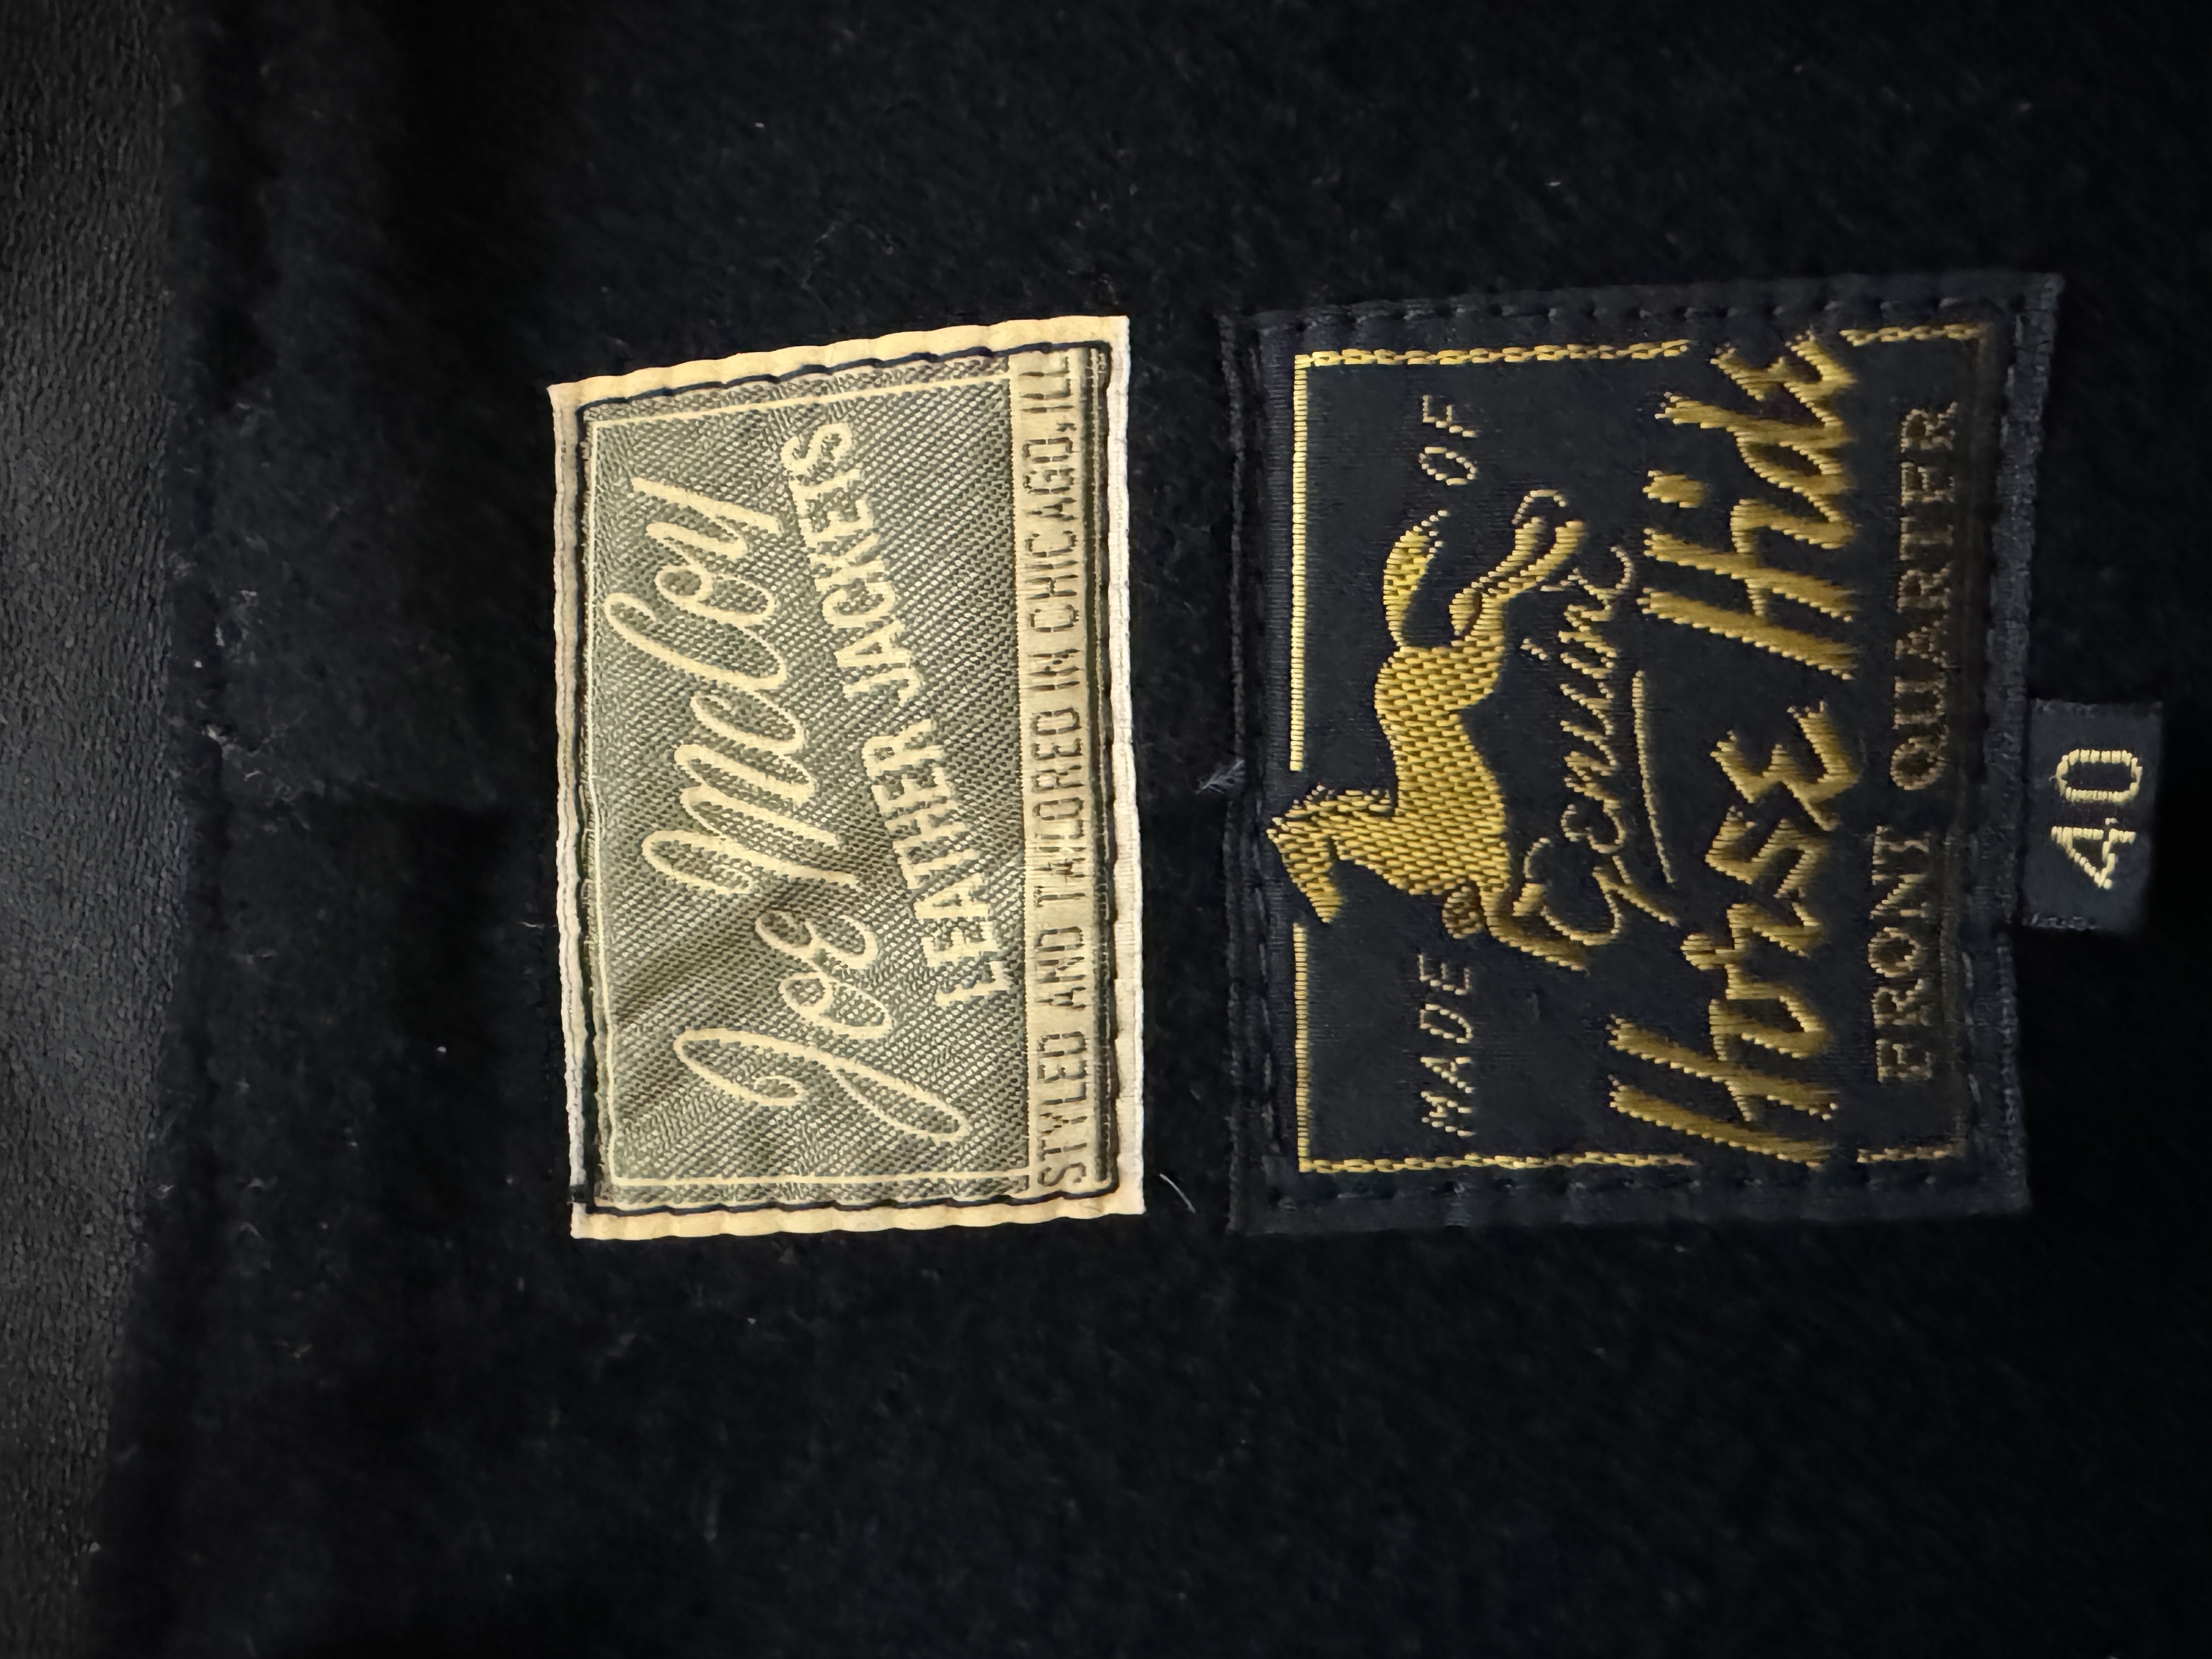 Joe McCoy
LEATHER JACKETS
STYLED AND TAILORED IN CHICAGO, ILL
MADE OF
Genuine
Horse Hide
FRONT QUARTER
40